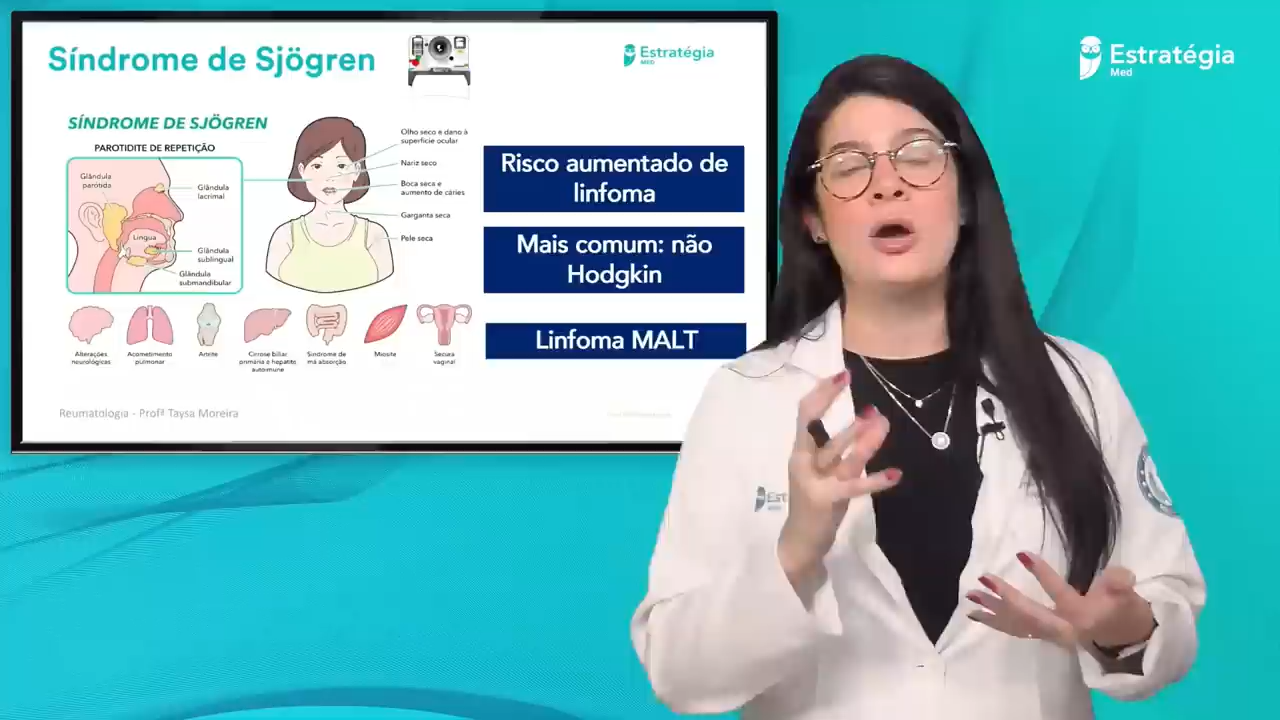 Síndrome de Sjögren
Estratégia
MED
SÍNDROME DE SJÖGREN
PAROTIDITE DE REPETIÇÃO
Glândula
parótida
Glândula
lacrimal
Língua
Glândula
sublingual
Glândula
submandibular
Olho seco e dano à
superfície ocular
Nariz seco
Boca seca e
aumento de cáries
Garganta seca
Pele seca
Alterações
neurológicas
Acometimento
pulmonar
Artrite
Cirrose biliar
primária e hepatite
autoimune
Síndrome de
má absorção
Miosite
Secura
vaginal
Risco aumentado de
linfoma
Mais comum: não
Hodgkin
Linfoma MALT
Reumatologia - Profª Taysa Moreira
Estratégia
Med
Est